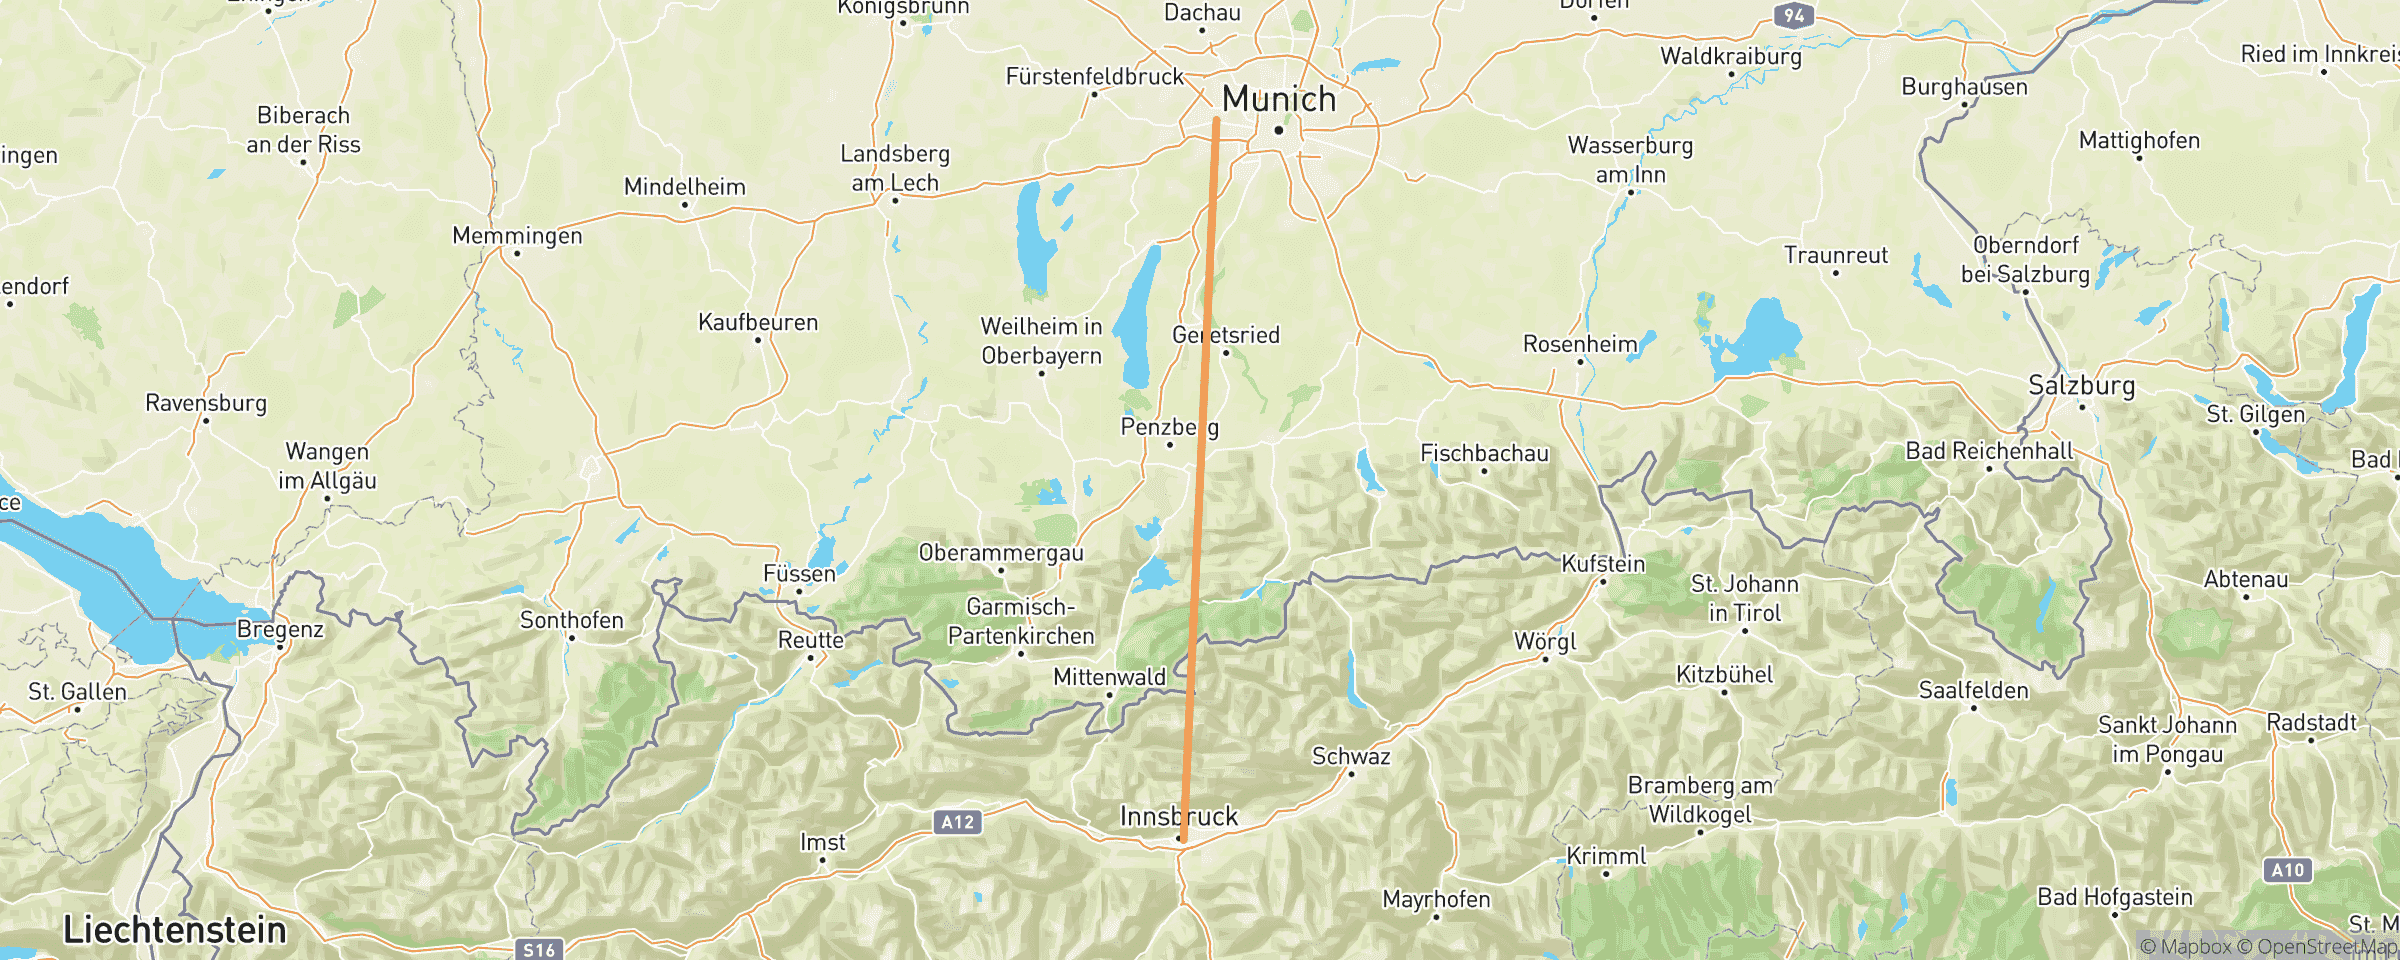 Königsbrunn
Dachau
94
Fürstenfeldbruck
Munich
Waldkraiburg
Ried im Innkreis
Burghausen
Biberach
an der Riss
Landsberg
am Lech
Mindelheim
Wasserburg
am Inn
Mattighofen
Memmingen
Traunreut
Oberndorf
bei Salzburg
Kaufbeuren
Weilheim in
Oberbayern
Geretsried
Rosenheim
Ravensburg
Salzburg
St. Gilgen
Penzberg
Wangen
im Allgäu
Fischbachau
Bad Reichenhall
Bad
Oberammergau
Füssen
Kufstein
St. Johann
in Tirol
Abtenau
Sonthofen
Garmisch-
Partenkirchen
Bregenz
Reutte
Wörgl
St. Gallen
Mittenwald
Kitzbühel
Saalfelden
Sankt Johann
im Pongau
Radstadt
Schwaz
Bramberg am
Wildkogel
Innsbruck
A12
Imst
Krimml
A10
Mayrhofen
Bad Hofgastein
Liechtenstein
St. M
S16
© Mapbox © OpenStreetMap